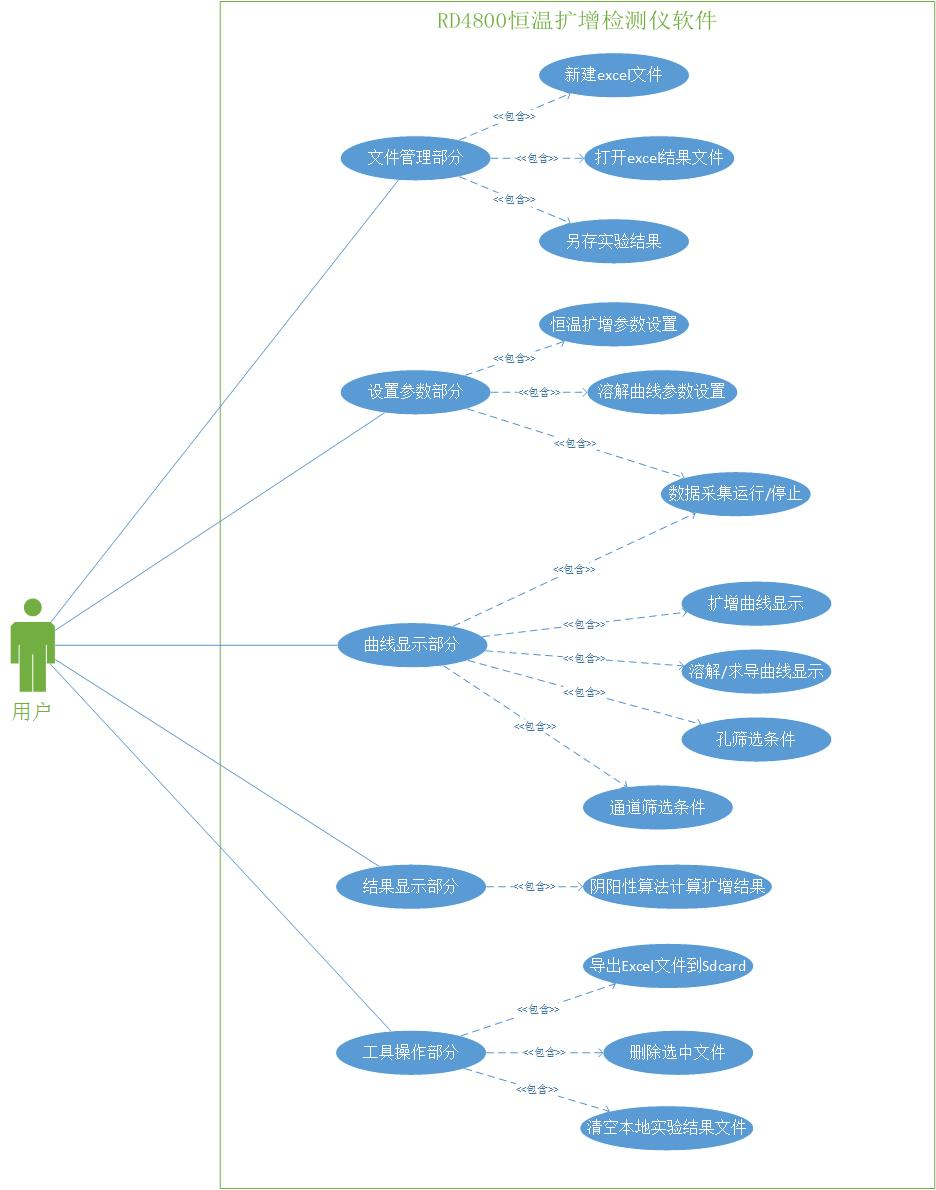 RD4800恒温扩增检测仪软件
新建excel文件
<<包含>>
文件管理部分
<<包含>>
打开excel结果文件
<<包含>>
另存实验结果
恒温扩增参数设置
<<包含>>
设置参数部分
<<包含>>
溶解曲线参数设置
<<包含>>
数据采集运行/停止
<<包含>>
扩增曲线显示
<<包含>>
曲线显示部分
<<包含>>
溶解/求导曲线显示
<<包含>>
用户
<<包含>>
孔筛选条件
通道筛选条件
结果显示部分
<<包含>>
阴阳性算法计算扩增结果
导出Excel文件到Sdcard
<<包含>>
工具操作部分
<<包含>>
删除选中文件
<<包含>>
清空本地实验结果文件